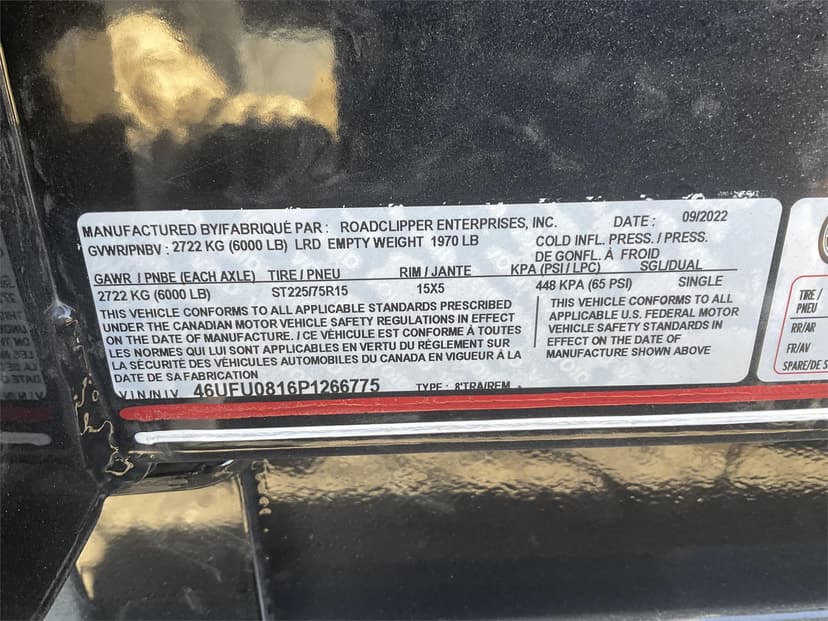 MANUFACTURED BY/FABRIQUÉ PAR : ROADCLIPPER ENTERPRISES, INC. DATE : 09/2022
GVWR/PNBV : 2722 KG (6000 LB) LRD EMPTY WEIGHT 1970 LB COLD INFL. PRESS. / PRESS.
DE GONFL. À FROID
GAWR / PNBE (EACH AXLE) TIRE / PNEU RIM / JANTE KPA (PSI / LPC) SGL/DUAL
2722 KG (6000 LB) ST225/75R15 15X5 448 KPA (65 PSI) SINGLE
THIS VEHICLE CONFORMS TO ALL APPLICABLE STANDARDS PRESCRIBED
UNDER THE CANADIAN MOTOR VEHICLE SAFETY REGULATIONS IN EFFECT
ON THE DATE OF MANUFACTURE. / CE VÉHICULE EST CONFORME À TOUTES
LES NORMES QUI LUI SONT APPLICABLES EN VERTU DU RÈGLEMENT SUR
LA SÉCURITÉ DES VÉHICULES AUTOMOBILES DU CANADA EN VIGUEUR À LA
DATE DE SA FABRICATION
THIS VEHICLE CONFORMS TO ALL
APPLICABLE U.S. FEDERAL MOTOR
VEHICLE SAFETY STANDARDS IN
EFFECT ON THE DATE OF
MANUFACTURE SHOWN ABOVE
V.I.N./N.I.V. 46UFU0816P1266775 TYPE : 8'TRA/REM
TIRE /
PNEU
RR/AR
FR/AV
SPARE/DE S